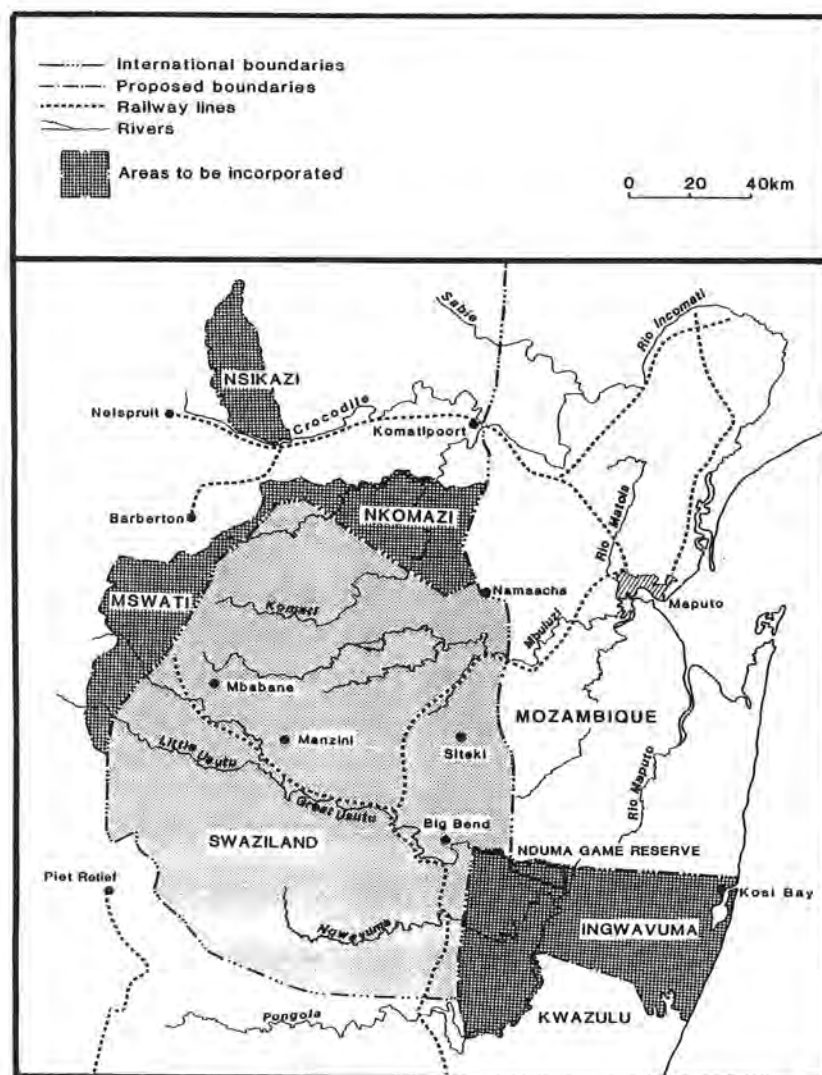 International boundaries
Proposed boundaries
Railway lines
Rivers
Areas to be incorporated
0 20 40km
Sabie
Rio Incomati
NSIKAZI
Nelspruit
Crocodile
Komatipoort
Barberton
NKOMAZI
Rio Matola
MSWATI
Namaacha
Komati
Mbuluzi
Maputo
Mbabane
MOZAMBIQUE
Manzini
Siteki
Little Usutu
Rio Maputo
Great Usutu
Big Bend
SWAZILAND
NDUMA GAME RESERVE
Piet Relief
Kosi Bay
INGWAVUMA
Ngwavuma
KWAZULU
Pongola